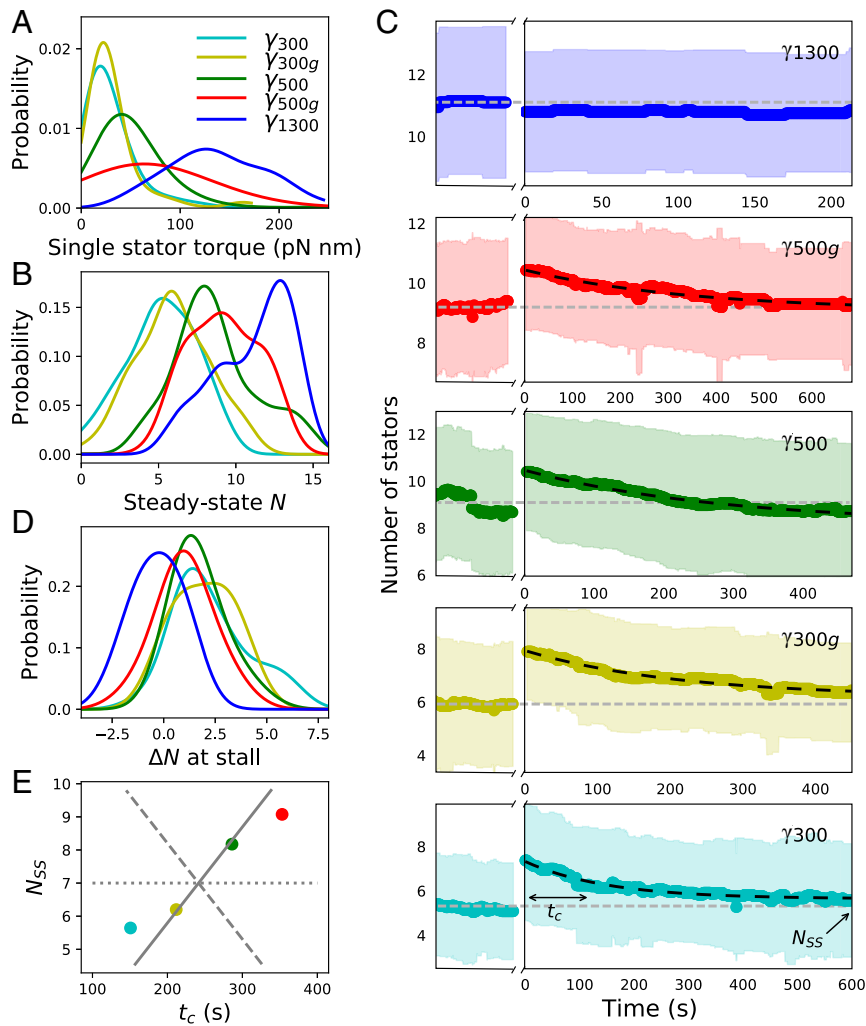 A
0.02
0.01
0.00
Probability
γ300
γ300g
γ500
γ500g
γ1300
0
100
200
Single stator torque (pN nm)
B
0.15
0.10
0.05
0.00
Probability
0
5
10
15
Steady-state N
D
0.2
0.1
0.0
Probability
−2.5
0.0
2.5
5.0
7.5
ΔN at stall
E
10
9
8
7
6
5
NSS
100
200
300
400
tc (s)
C
Number of stators
γ1300
12
10
0
50
100
150
200
γ500g
12
10
8
0
100
200
300
400
500
600
γ500
12
10
8
6
0
100
200
300
400
γ300g
8
6
4
0
100
200
300
400
γ300
8
6
4
tc
NSS
0
100
200
300
400
500
600
Time (s)